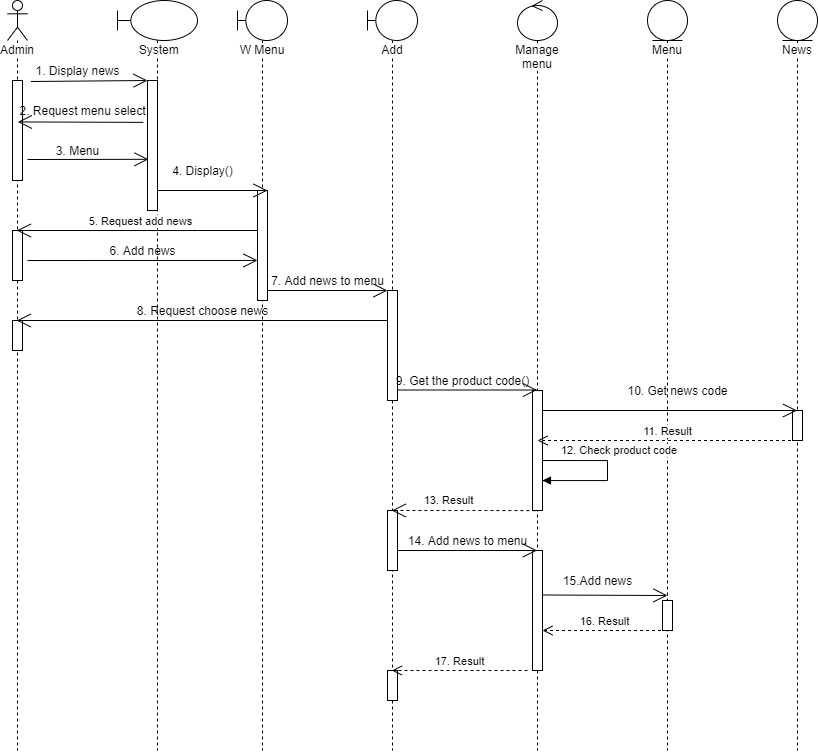 Admin
System
W Menu
Add
Manage
menu
Menu
News
1. Display news
2. Request menu select
3. Menu
4. Display()
5. Request add news
6. Add news
7. Add news to menu
8. Request choose news
9. Get the product code()
10. Get news code
11. Result
12. Check product code
13. Result
14. Add news to menu
15.Add news
16. Result
17. Result